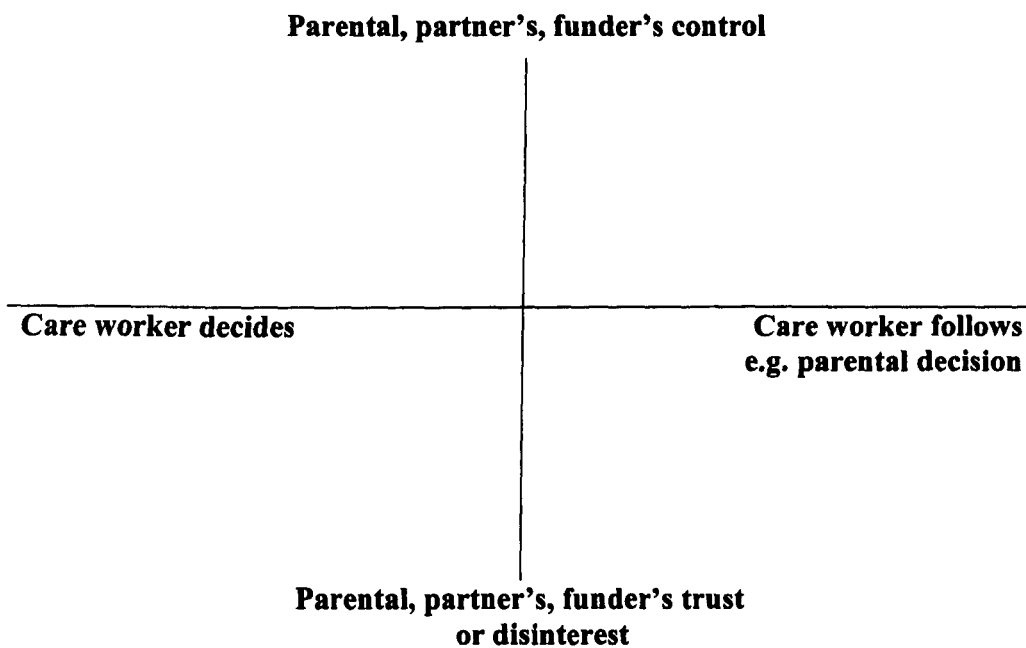 Parental, partner's, funder's control
Care worker decides
Care worker follows
e.g. parental decision
Parental, partner's, funder's trust
or disinterest